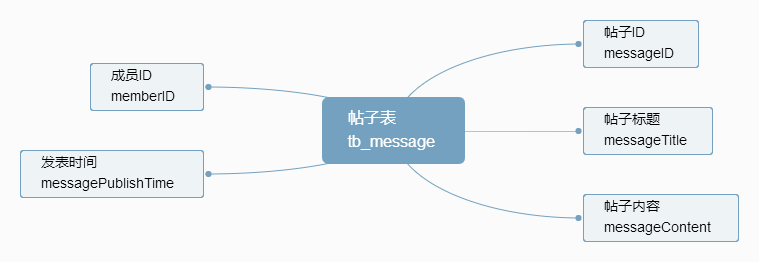 帖子ID
messageID
成员ID
memberID
帖子表
tb_message
帖子标题
messageTitle
发表时间
messagePublishTime
帖子内容
messageContent